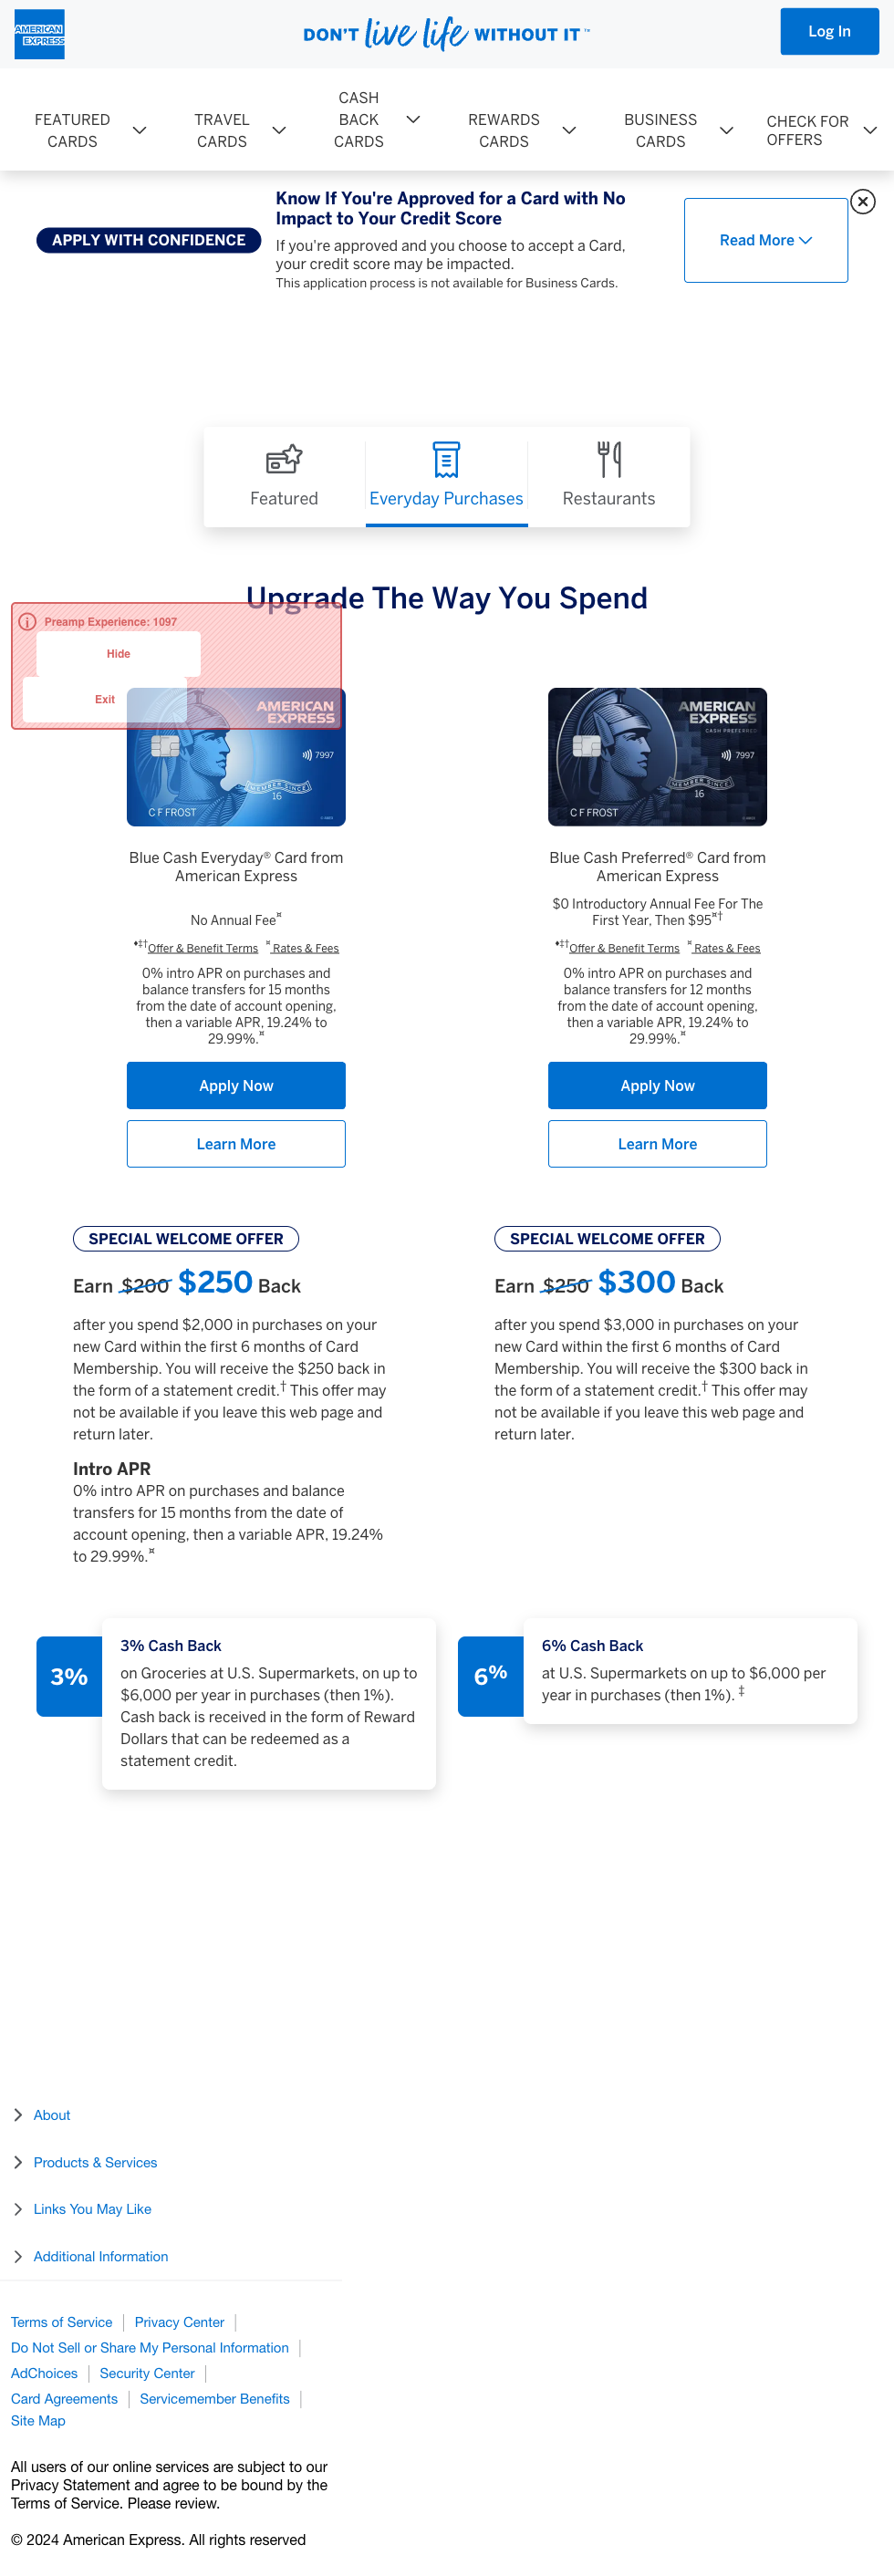 AMERICAN
EXPRESS
DON'T live life WITHOUT IT™
Log In
FEATURED
CARDS
TRAVEL
CARDS
CASH
BACK
CARDS
REWARDS
CARDS
BUSINESS
CARDS
CHECK FOR
OFFERS
APPLY WITH CONFIDENCE
Know If You're Approved for a Card with No
Impact to Your Credit Score
If you're approved and you choose to accept a Card,
your credit score may be impacted.
This application process is not available for Business Cards.
Read More
Featured
Everyday Purchases
Restaurants
Upgrade The Way You Spend
Preamp Experience: 1097
Hide
Exit
AMERICAN
EXPRESS
7997
MEMBER SINCE
16
C F FROST
Blue Cash Everyday® Card from
American Express
No Annual Fee¤
♦‡†Offer & Benefit Terms ¤ Rates & Fees
0% intro APR on purchases and
balance transfers for 15 months
from the date of account opening,
then a variable APR, 19.24% to
29.99%.¤
Apply Now
Learn More
AMERICAN
EXPRESS
CASH PREFERRED
7997
MEMBER SINCE
16
C F FROST
Blue Cash Preferred® Card from
American Express
$0 Introductory Annual Fee For The
First Year, Then $95¤†
♦‡†Offer & Benefit Terms ¤ Rates & Fees
0% intro APR on purchases and
balance transfers for 12 months
from the date of account opening,
then a variable APR, 19.24% to
29.99%.¤
Apply Now
Learn More
SPECIAL WELCOME OFFER
Earn $200 $250 Back
after you spend $2,000 in purchases on your
new Card within the first 6 months of Card
Membership. You will receive the $250 back in
the form of a statement credit.† This offer may
not be available if you leave this web page and
return later.
Intro APR
0% intro APR on purchases and balance
transfers for 15 months from the date of
account opening, then a variable APR, 19.24%
to 29.99%.¤
SPECIAL WELCOME OFFER
Earn $250 $300 Back
after you spend $3,000 in purchases on your
new Card within the first 6 months of Card
Membership. You will receive the $300 back in
the form of a statement credit.† This offer may
not be available if you leave this web page and
return later.
3%
3% Cash Back
on Groceries at U.S. Supermarkets, on up to
$6,000 per year in purchases (then 1%).
Cash back is received in the form of Reward
Dollars that can be redeemed as a
statement credit.
6%
6% Cash Back
at U.S. Supermarkets on up to $6,000 per
year in purchases (then 1%). ‡
About
Products & Services
Links You May Like
Additional Information
Terms of Service
Privacy Center
Do Not Sell or Share My Personal Information
AdChoices
Security Center
Card Agreements
Servicemember Benefits
Site Map
All users of our online services are subject to our
Privacy Statement and agree to be bound by the
Terms of Service. Please review.
© 2024 American Express. All rights reserved